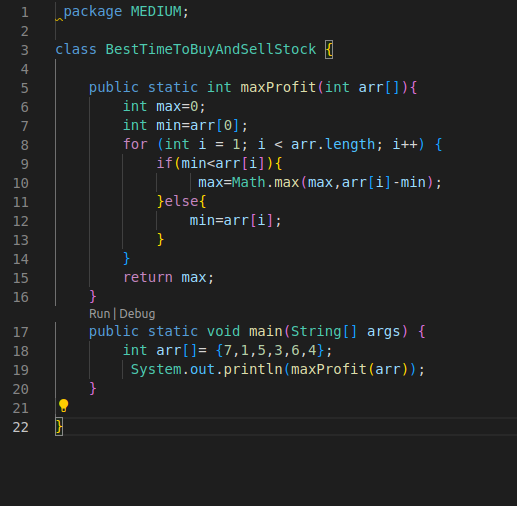 1 package MEDIUM;
2
3 class BestTimeToBuyAndSellStock {
4
5     public static int maxProfit(int arr[]){
6         int max=0;
7         int min=arr[0];
8         for (int i = 1; i < arr.length; i++) {
9             if(min<arr[i]){
10                  max=Math.max(max,arr[i]-min);
11             }else{
12                 min=arr[i];
13             }
14         }
15         return max;
16     }
Run | Debug
17     public static void main(String[] args) {
18         int arr[]= {7,1,5,3,6,4};
19          System.out.println(maxProfit(arr));
20     }
21
22 }